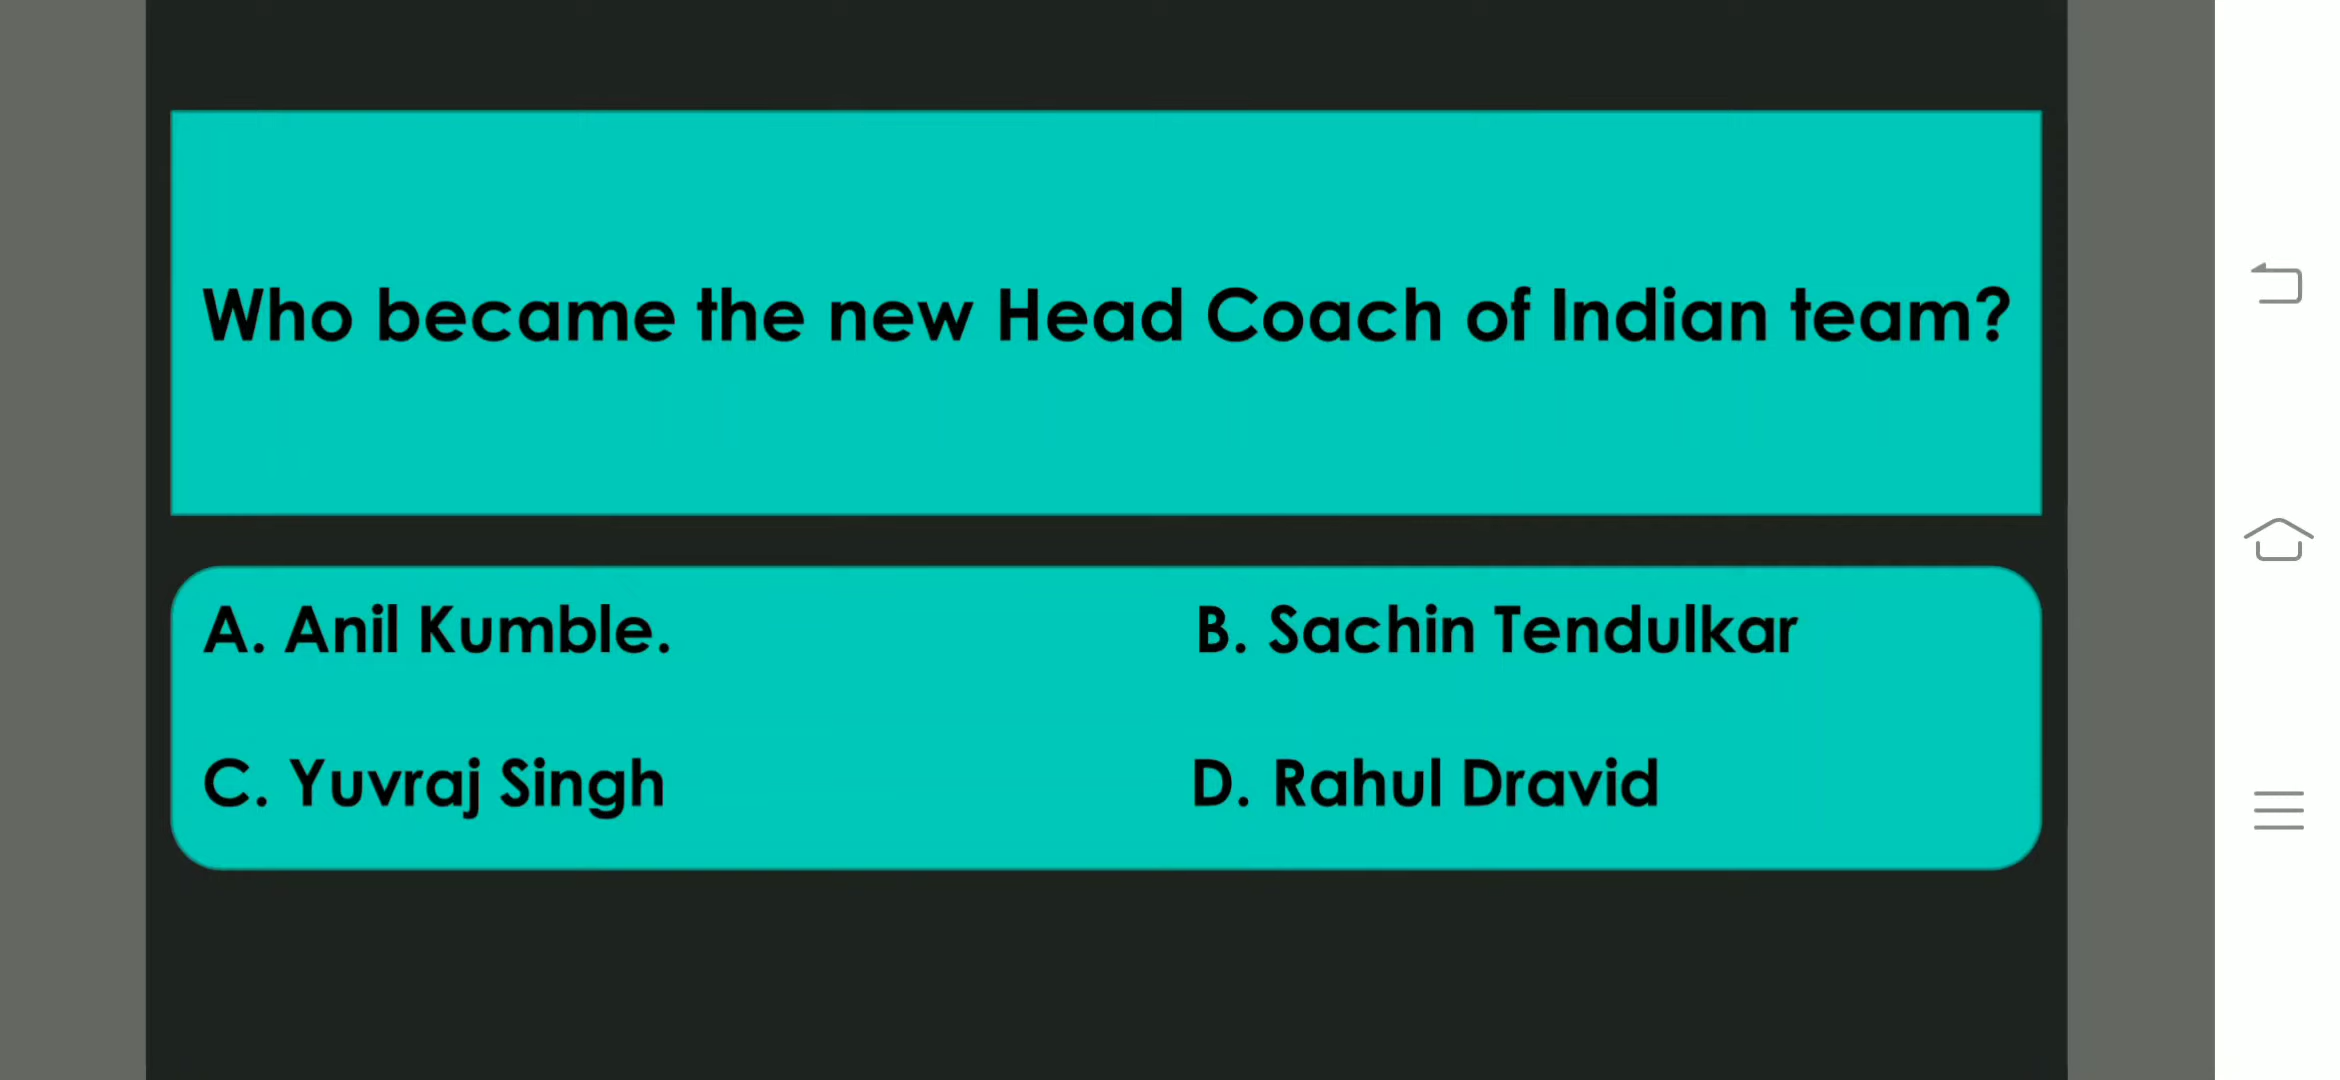 Who became the new Head Coach of Indian team?
A. Anil Kumble. B. Sachin Tendulkar
C. Yuvraj Singh D. Rahul Dravid